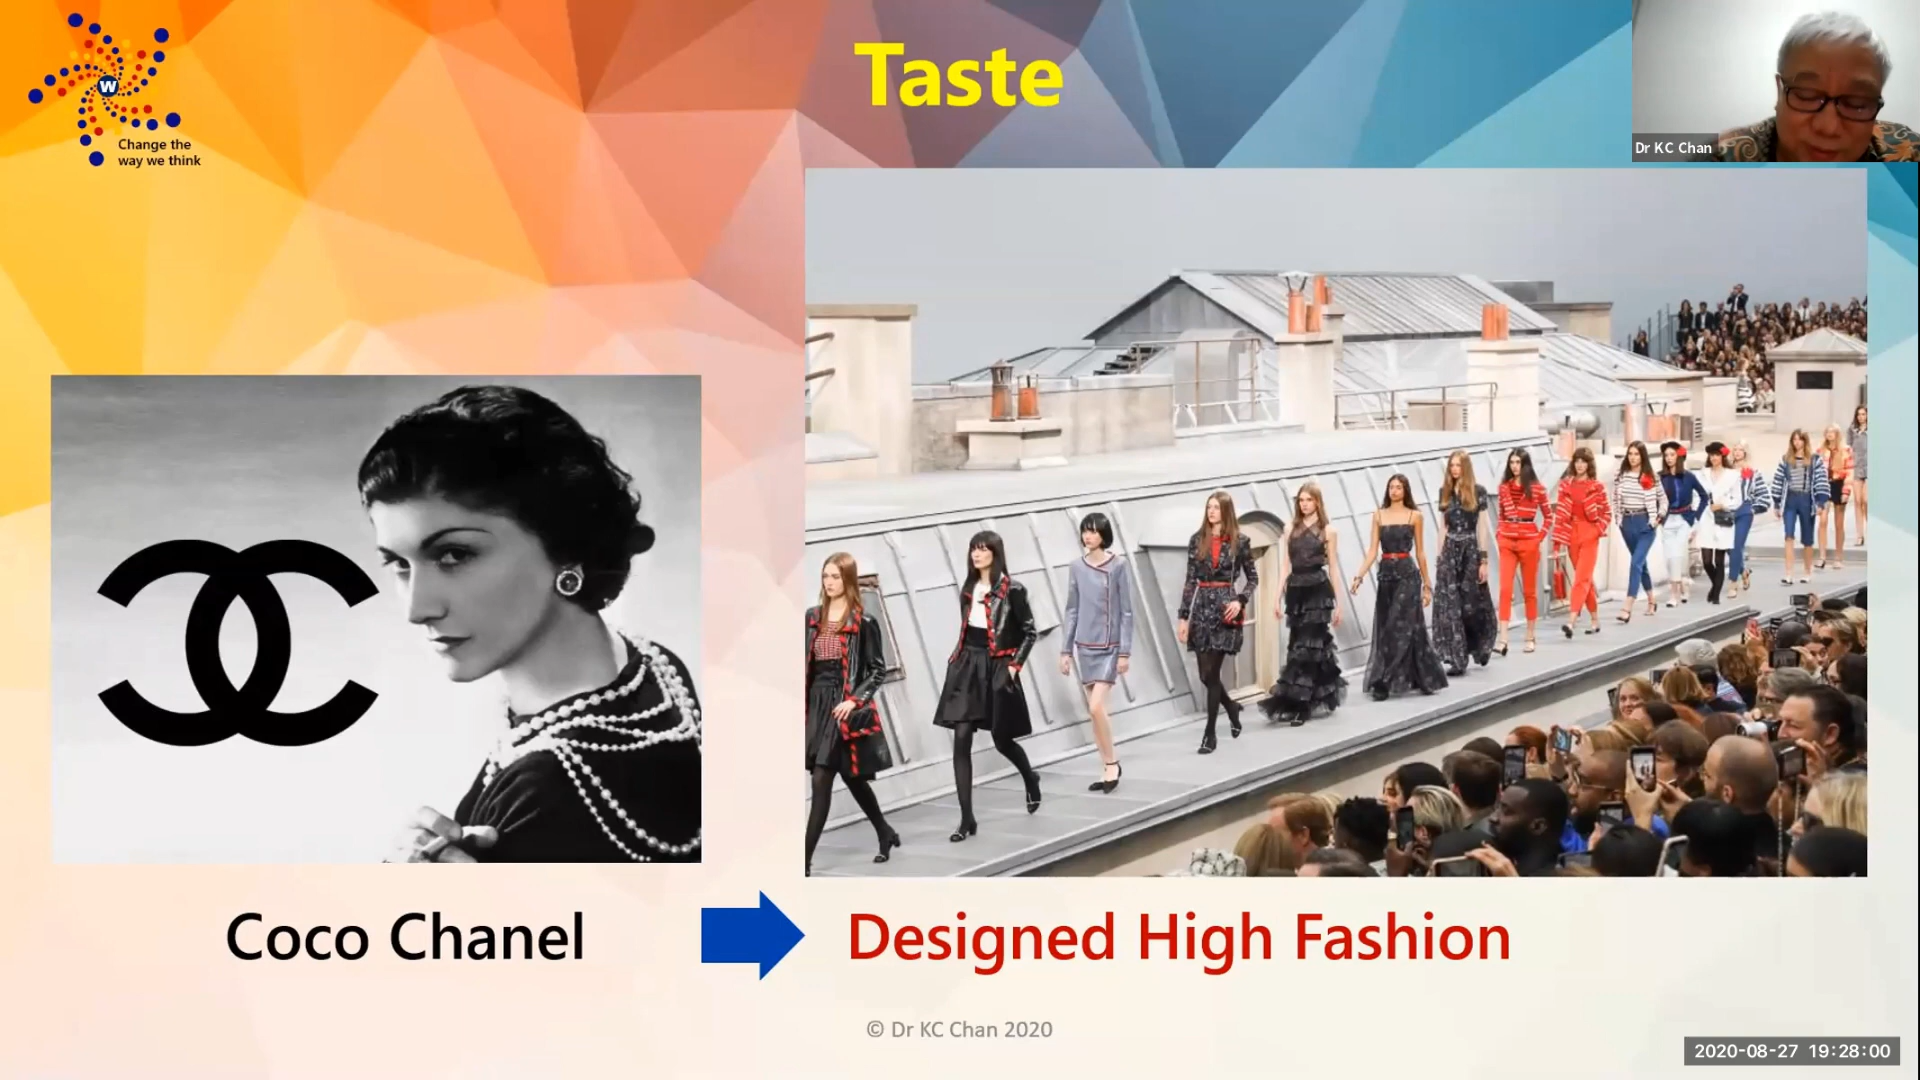 Taste
W
Change the
way we think
Dr KC Chan
Coco Chanel
Designed High Fashion
© Dr KC Chan 2020
2020-08-27 19:28:00